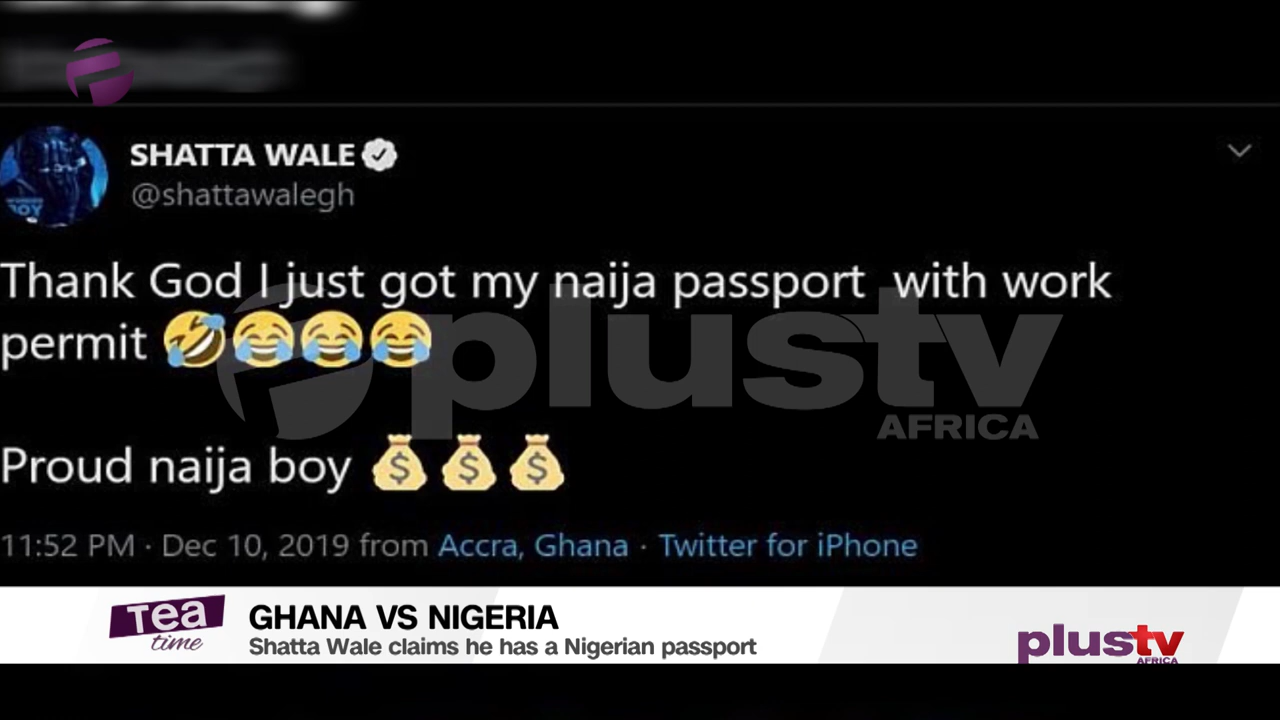 SHATTA WALE
@shattawalegh
Thank God I just got my naija passport with work
permit 🤣😂😂😂
Proud naija boy 💰💰💰
11:52 PM · Dec 10, 2019 from Accra, Ghana · Twitter for iPhone
plustv
AFRICA
Tea
time
GHANA VS NIGERIA
Shatta Wale claims he has a Nigerian passport
plustv
AFRICA